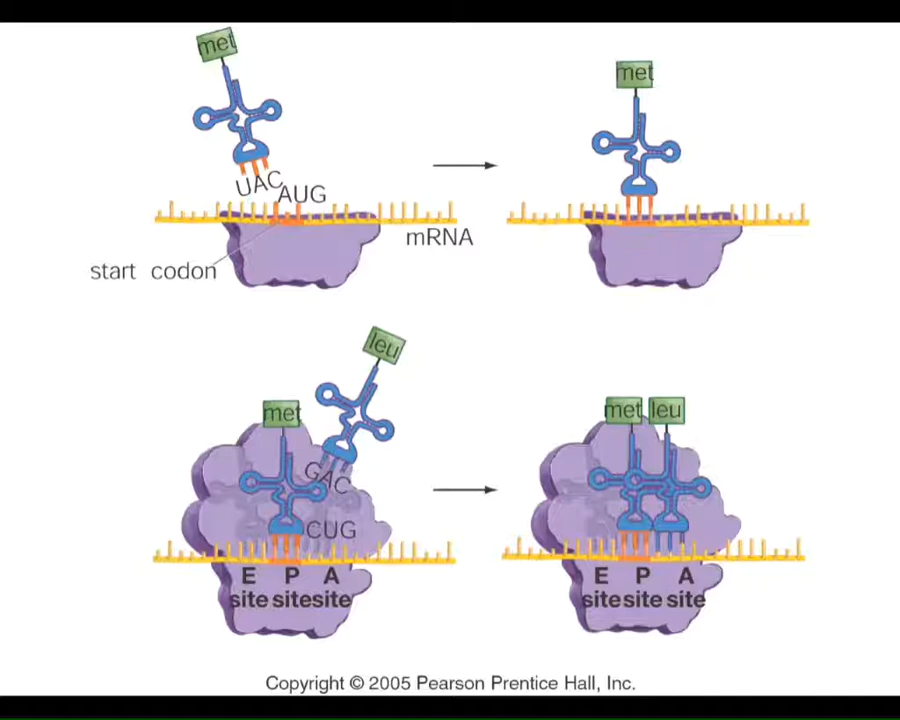 met
UAC
AUG
mRNA
start codon
met
leu
met
GAC
CUG
E P A
site site site
met leu
E P A
site site site
Copyright © 2005 Pearson Prentice Hall, Inc.